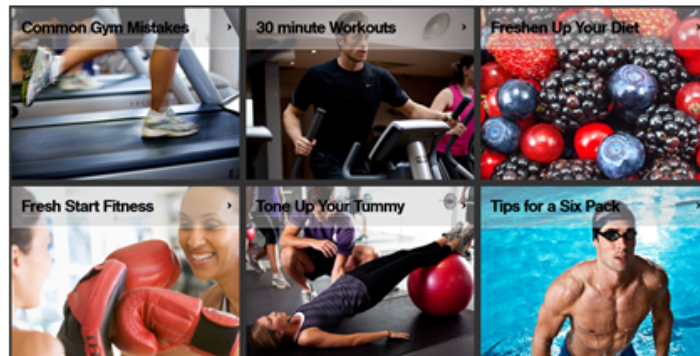 Common Gym Mistakes ›
30 minute Workouts ›
Freshen Up Your Diet ›
Fresh Start Fitness ›
Tone Up Your Tummy ›
Tips for a Six Pack ›